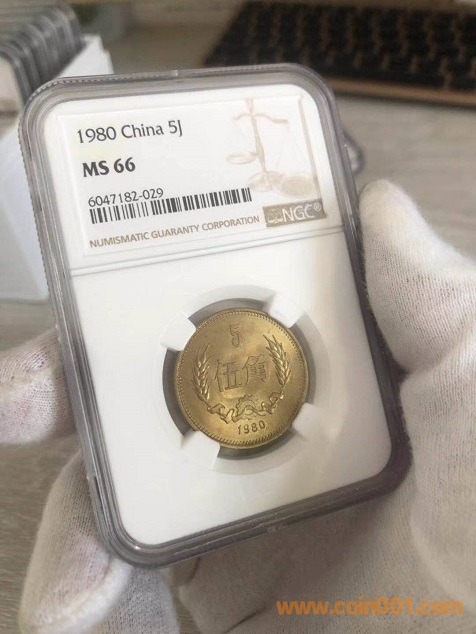 1980 China 5J
MS 66
6047182-029
NUMISMATIC GUARANTY CORPORATION
NGC®
5
伍角
1980
www.coin001.com